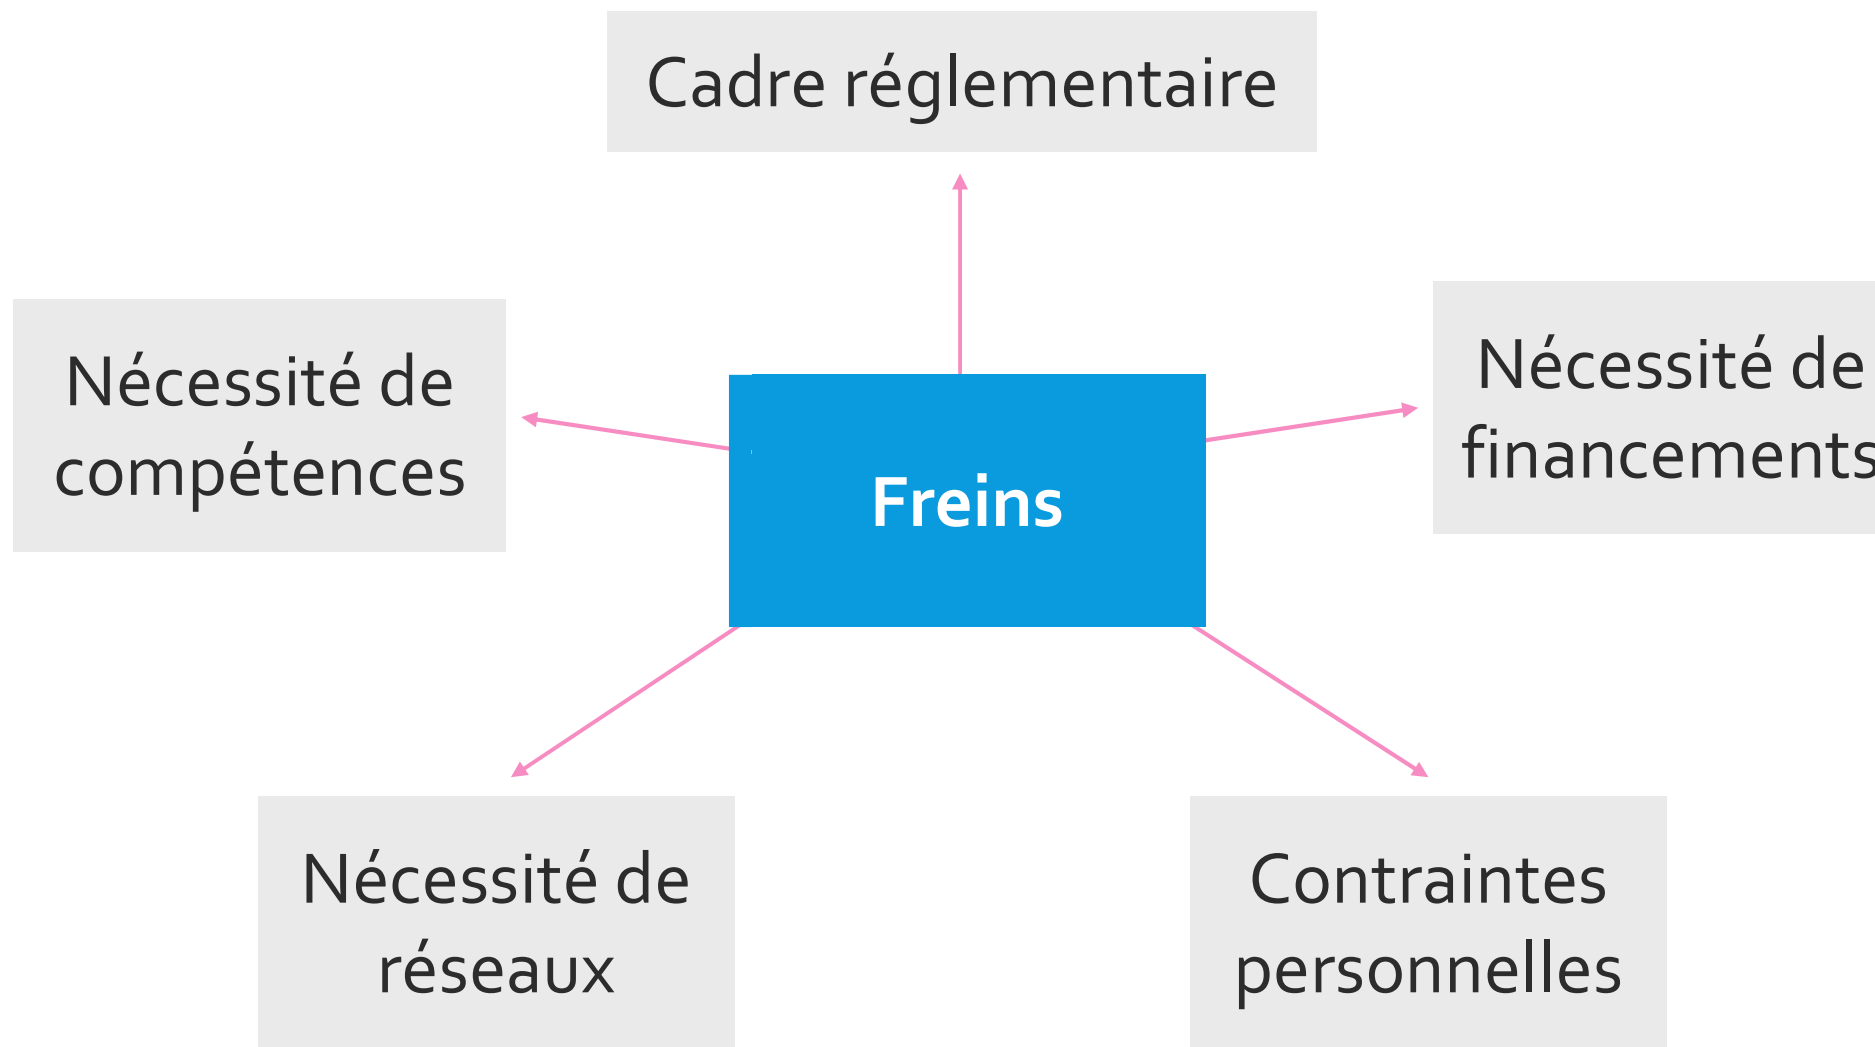 Cadre réglementaire
Nécessité de
compétences
Nécessité de
financements
Freins
Nécessité de
réseaux
Contraintes
personnelles